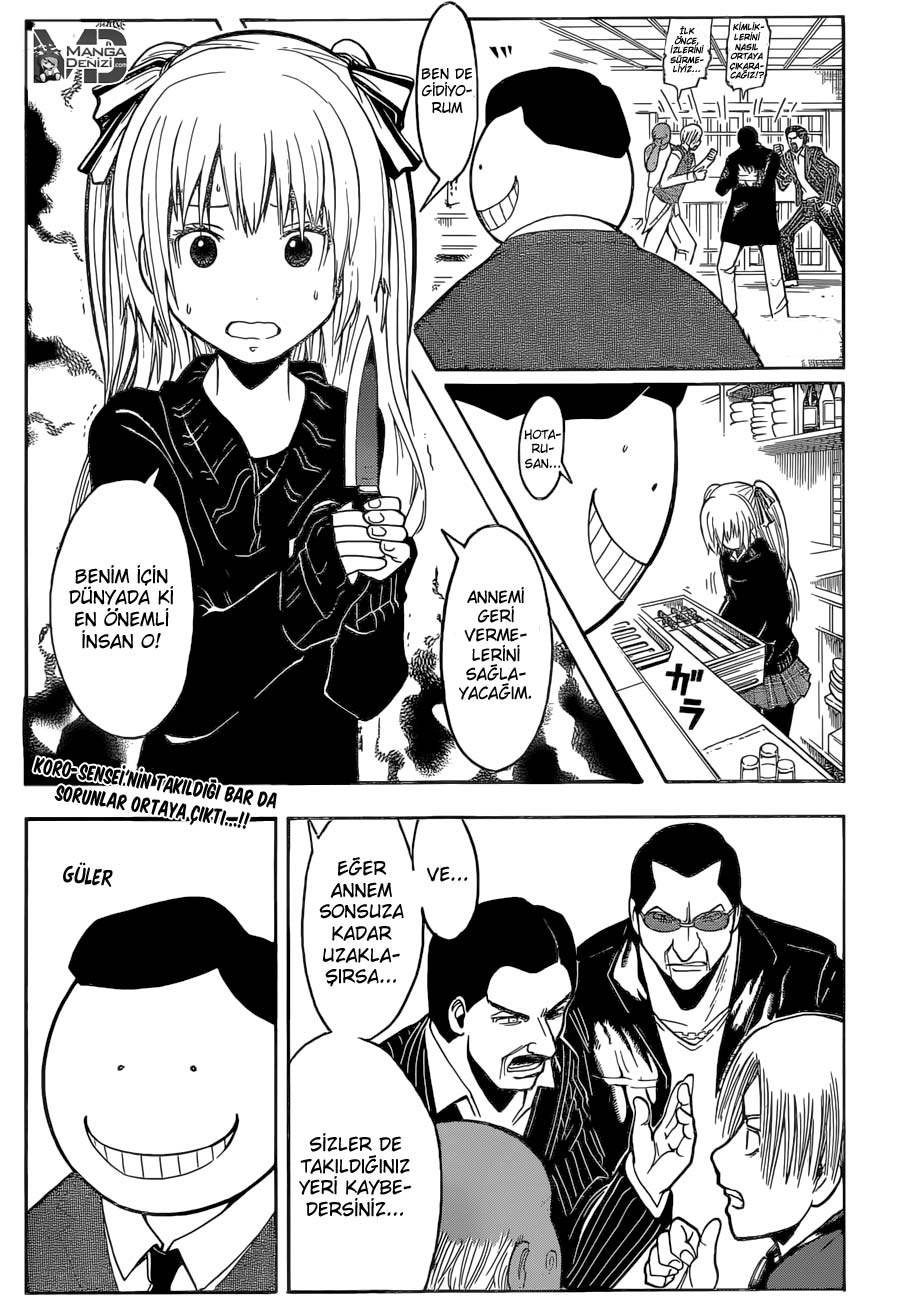 MANGA
DENİZİ.com
KİMLİK-
LERİNİ
NASIL
ORTAYA
ÇIKARA-
CAĞIZ!?
İLK
ÖNCE,
İZLERİNİ
SÜRME-
LİYİZ...
BEN DE
GİDİYO-
RUM
HOTA-
RU-
SAN...
ガラ
ANNEMİ
GERİ
VERME-
LERİNİ
SAĞLA-
YACAĞIM.
BENİM İÇİN
DÜNYADA Kİ
EN ÖNEMLİ
İNSAN O!
KORO-SENSEİ'NİN TAKILDIĞI BAR DA
SORUNLAR ORTAYA ÇIKTI...!!
VE...
EĞER
ANNEM
SONSUZA
KADAR
UZAKLA-
ŞIRSA...
SİZLER DE
TAKILDIĞINIZ
YERİ KAYBE-
DERSİNİZ...
GÜLER